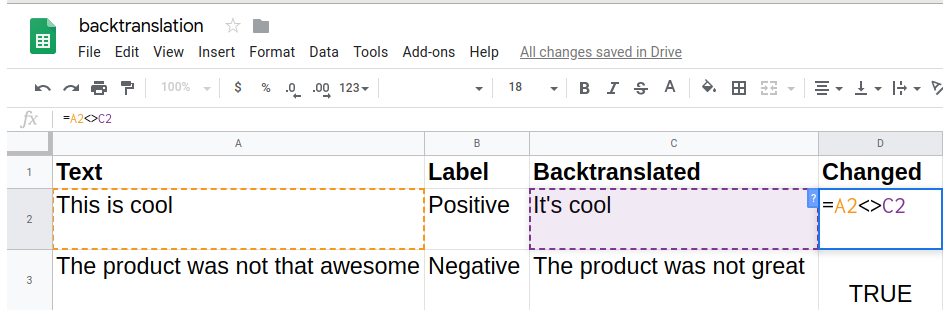 backtranslation
File Edit View Insert Format Data Tools Add-ons Help All changes saved in Drive
100% $ % .0 .00 123 18 B I S A
fx =A2<>C2
A B C D
1 Text Label Backtranslated Changed
2 This is cool Positive It's cool ? =A2<>C2
3 The product was not that awesome Negative The product was not great TRUE